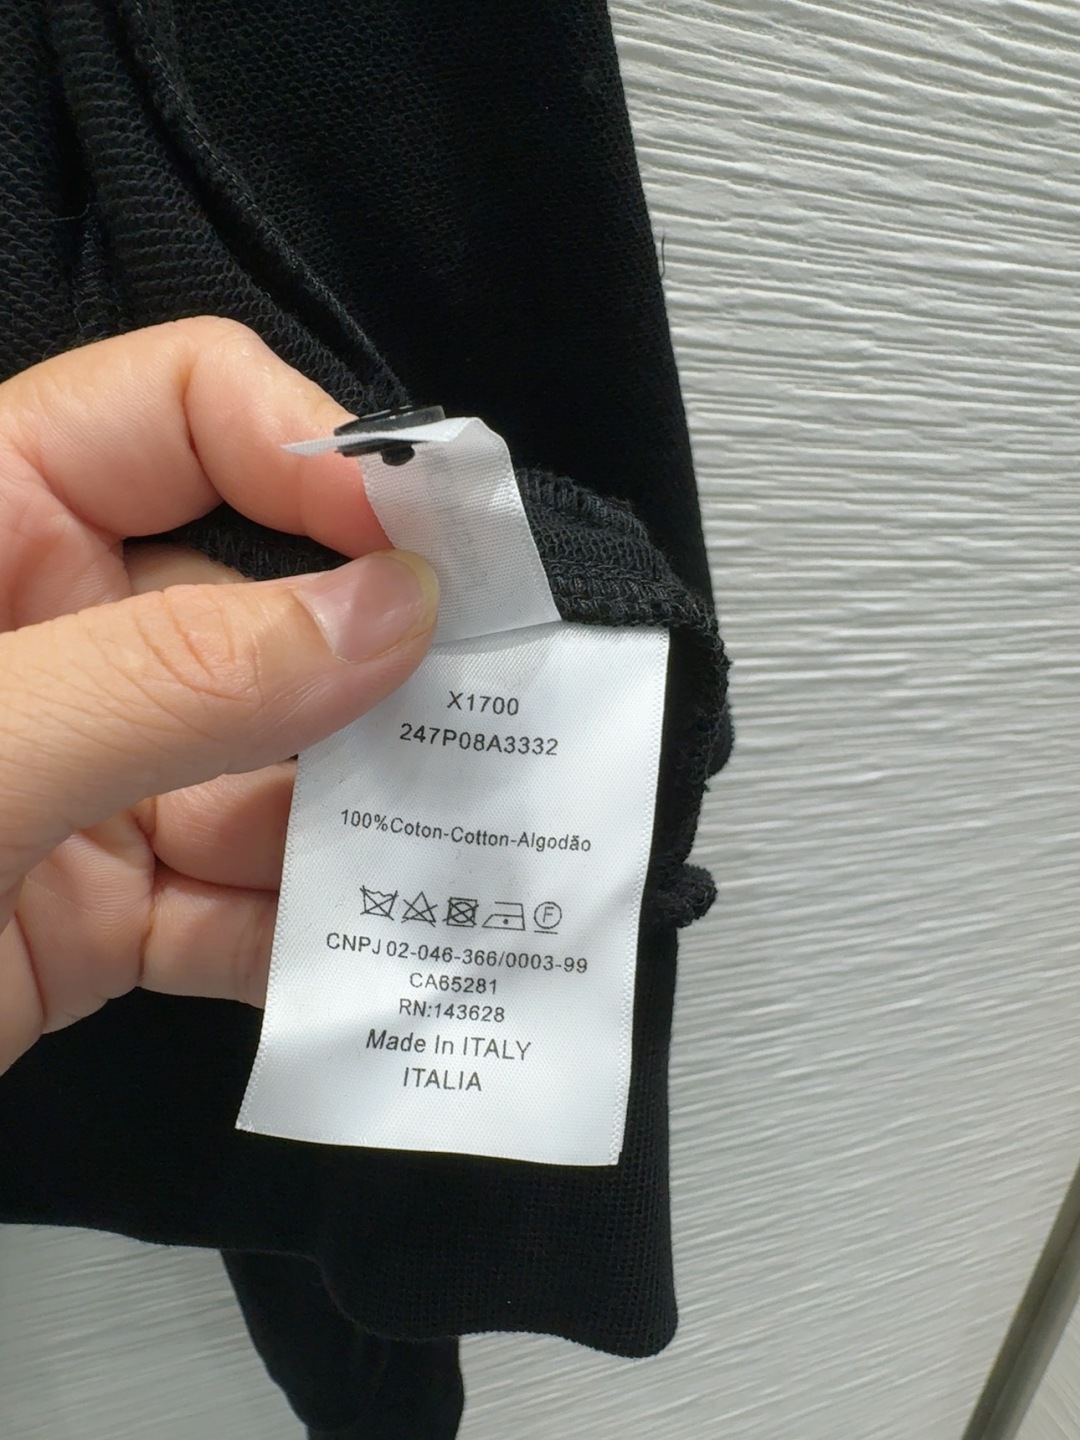 X1700
247P08A3332
100%Coton-Cotton-Algodão
F
CNPJ 02-046-366/0003-99
CA65281
RN:143628
Made In ITALY
ITALIA